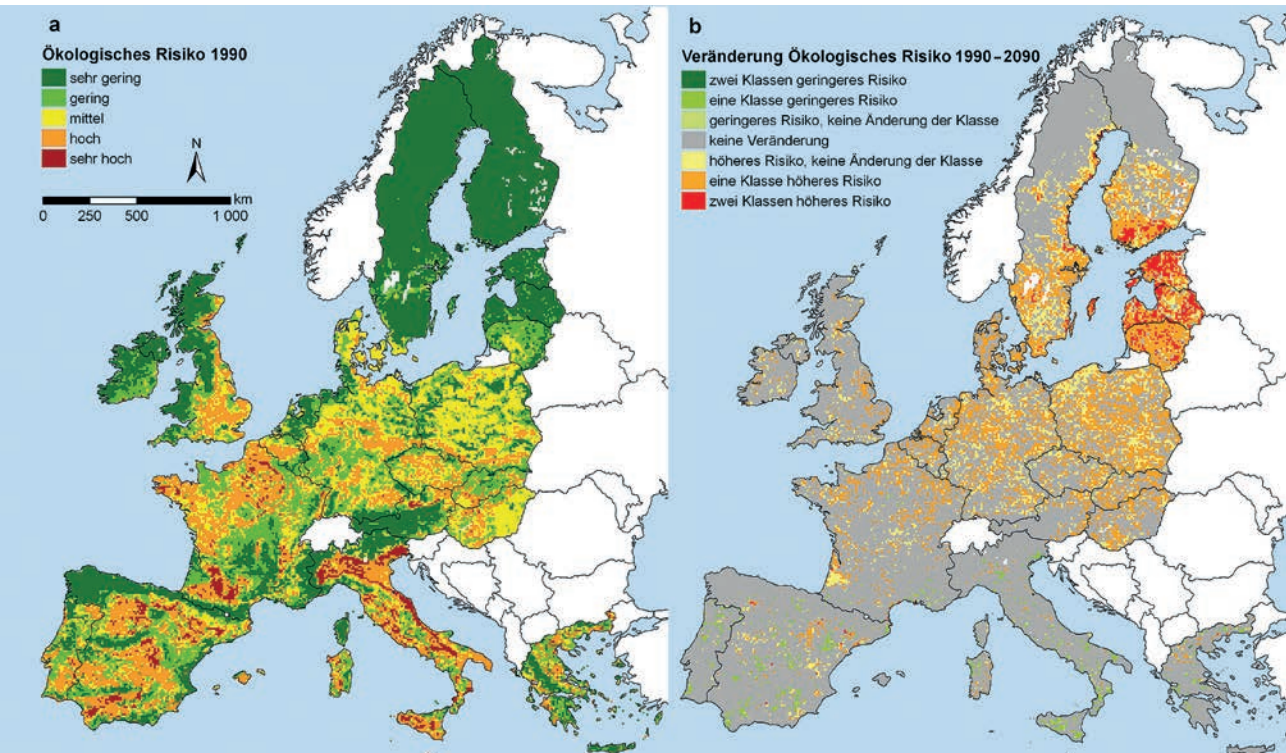 a
Ökologisches Risiko 1990
sehr gering
gering
mittel
hoch
sehr hoch
N
km
0 250 500 1 000
b
Veränderung Ökologisches Risiko 1990–2090
zwei Klassen geringeres Risiko
eine Klasse geringeres Risiko
geringeres Risiko, keine Änderung der Klasse
keine Veränderung
höheres Risiko, keine Änderung der Klasse
eine Klasse höheres Risiko
zwei Klassen höheres Risiko